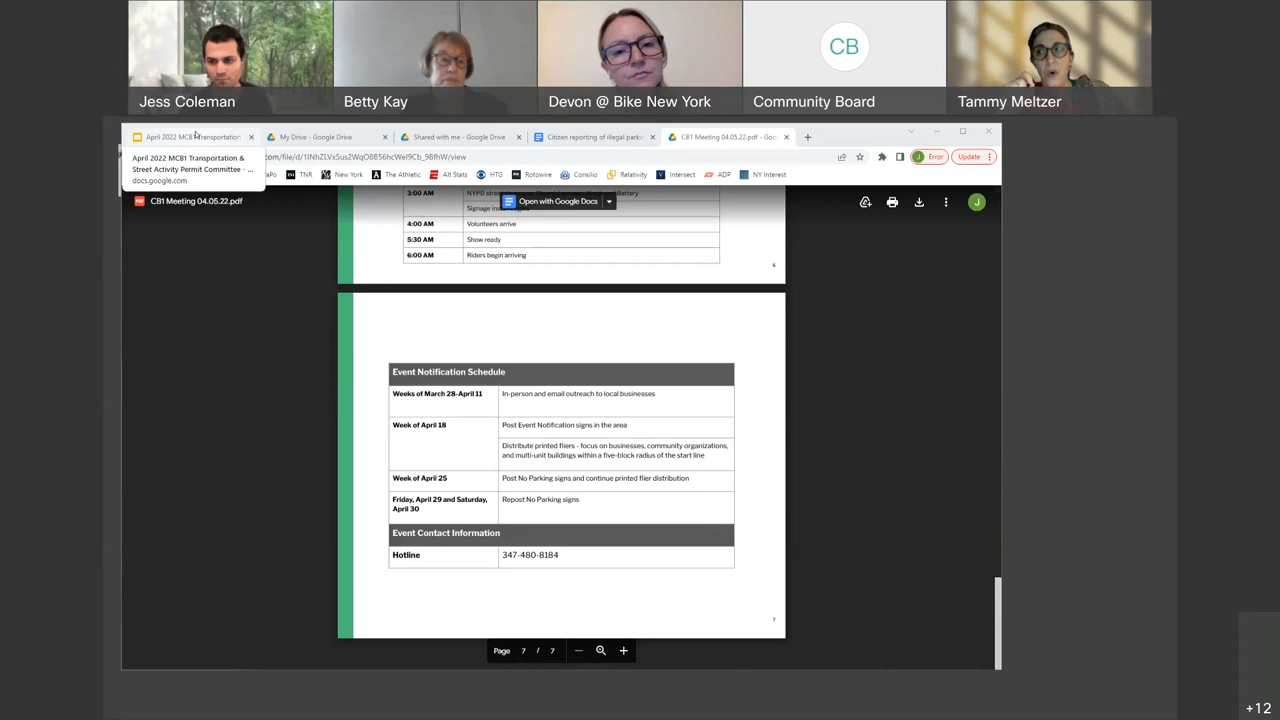 CB
Jess Coleman
Betty Kay
Devon @ Bike New York
Community Board
Tammy Meltzer
April 2022 MCB1 Transportation
My Drive - Google Drive
Shared with me - Google Drive
Citizen reporting of illegal parkin
CB1 Meeting 04.05.22.pdf - Goo
April 2022 MCB1 Transportation &
Street Activity Permit Committee - ...
docs.google.com
Error
Update
TNR
New York
The Athletic
Alt Stats
HTG
Rotowire
Consilio
Relativity
Intersect
ADP
NY Interest
CB1 Meeting 04.05.22.pdf
Open with Google Docs
J
3:00 AM
4:00 AM Volunteers arrive
5:30 AM Show ready
6:00 AM Riders begin arriving
6
Event Notification Schedule
Weeks of March 28-April 11 In-person and email outreach to local businesses
Week of April 18 Post Event Notification signs in the area
Distribute printed fliers - focus on businesses, community organizations,
and multi-unit buildings within a five-block radius of the start line
Week of April 25 Post No Parking signs and continue printed flier distribution
Friday, April 29 and Saturday, Repost No Parking signs
April 30
Event Contact Information
Hotline 347-480-8184
7
Page 7 / 7
+12